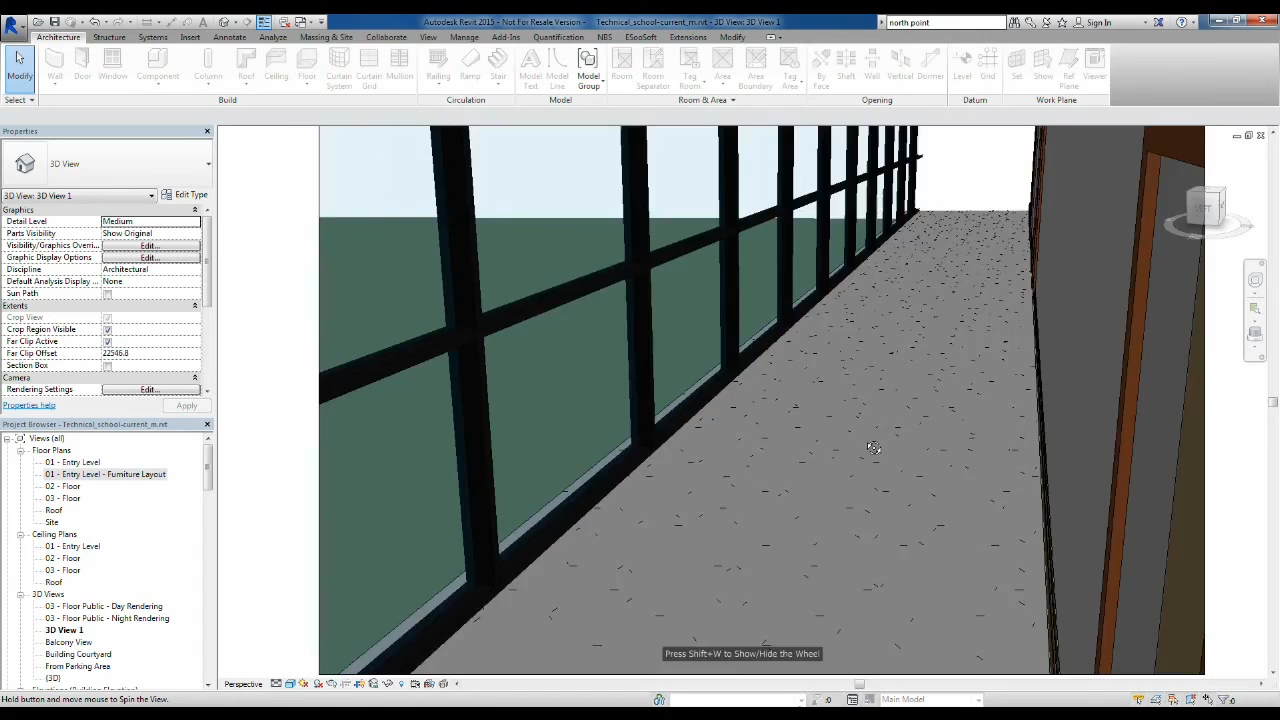 Autodesk Revit 2015 - Not For Resale Version - Technical_school-current_m.rvt - 3D View: 3D View 1
north point
Sign In
Architecture Structure Systems Insert Annotate Analyze Massing & Site Collaborate View Manage Add-Ins Quantification NBS ESooSoft Extensions Modify
Modify Wall Door Window Component Column Roof Ceiling Floor Curtain System Curtain Grid Mullion Railing Ramp Stair Model Text Model Line Model Group Room Room Separator Tag Room Area Area Boundary Tag Area By Face Shaft Wall Vertical Dormer Level Grid Set Show Ref Plane Viewer
Select Build Circulation Model Room & Area Opening Datum Work Plane
Properties
3D View
3D View: 3D View 1 Edit Type
Graphics
Detail Level Medium
Parts Visibility Show Original
Visibility/Graphics Overri... Edit...
Graphic Display Options Edit...
Discipline Architectural
Default Analysis Display ... None
Sun Path
Extents
Crop View
Crop Region Visible
Far Clip Active
Far Clip Offset 22546.8
Section Box
Camera
Rendering Settings Edit...
Properties help Apply
Project Browser - Technical_school-current_m.rvt
Views (all)
Floor Plans
01 - Entry Level
01 - Entry Level - Furniture Layout
02 - Floor
03 - Floor
Roof
Site
Ceiling Plans
01 - Entry Level
02 - Floor
03 - Floor
Roof
3D Views
03 - Floor Public - Day Rendering
03 - Floor Public - Night Rendering
3D View 1
Balcony View
Building Courtyard
From Parking Area
{3D}
Elevations (Building Elevation)
LEFT
Press Shift+W to Show/Hide the Wheel
Perspective
Hold button and move mouse to Spin the View.
:0
Main Model
:0